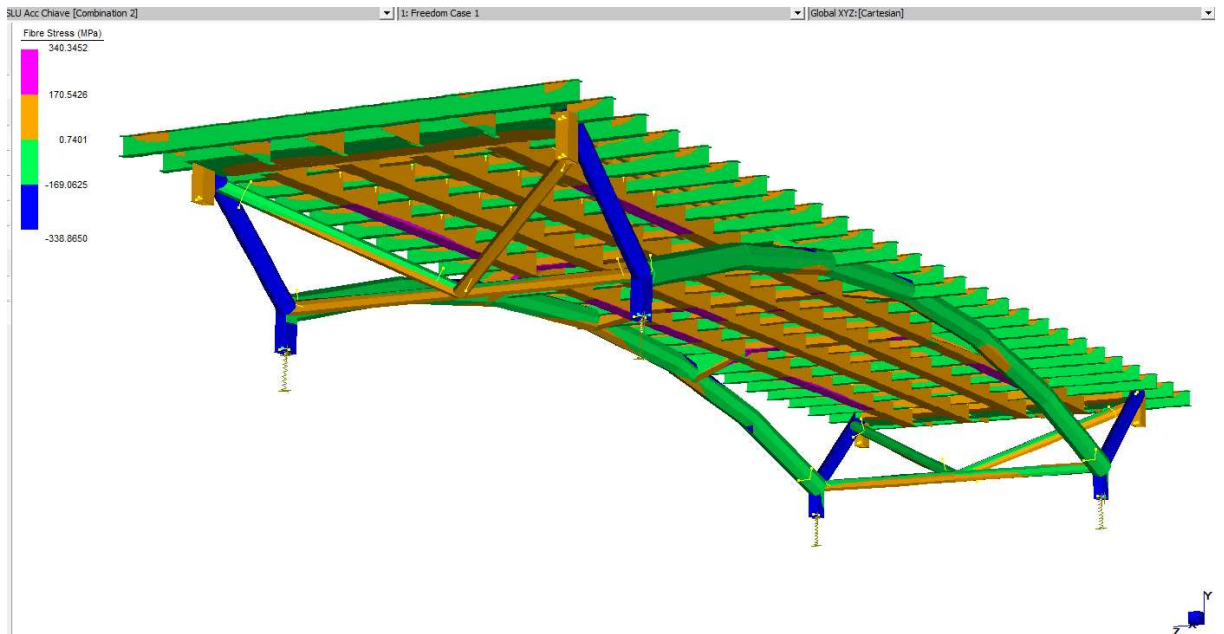 SLU Acc Chiave [Combination 2]
1: Freedom Case 1
Global XYZ:[Cartesian]
Fibre Stress (MPa)
340.3452
170.5426
0.7401
-169.0625
-338.8650
Y
Z X